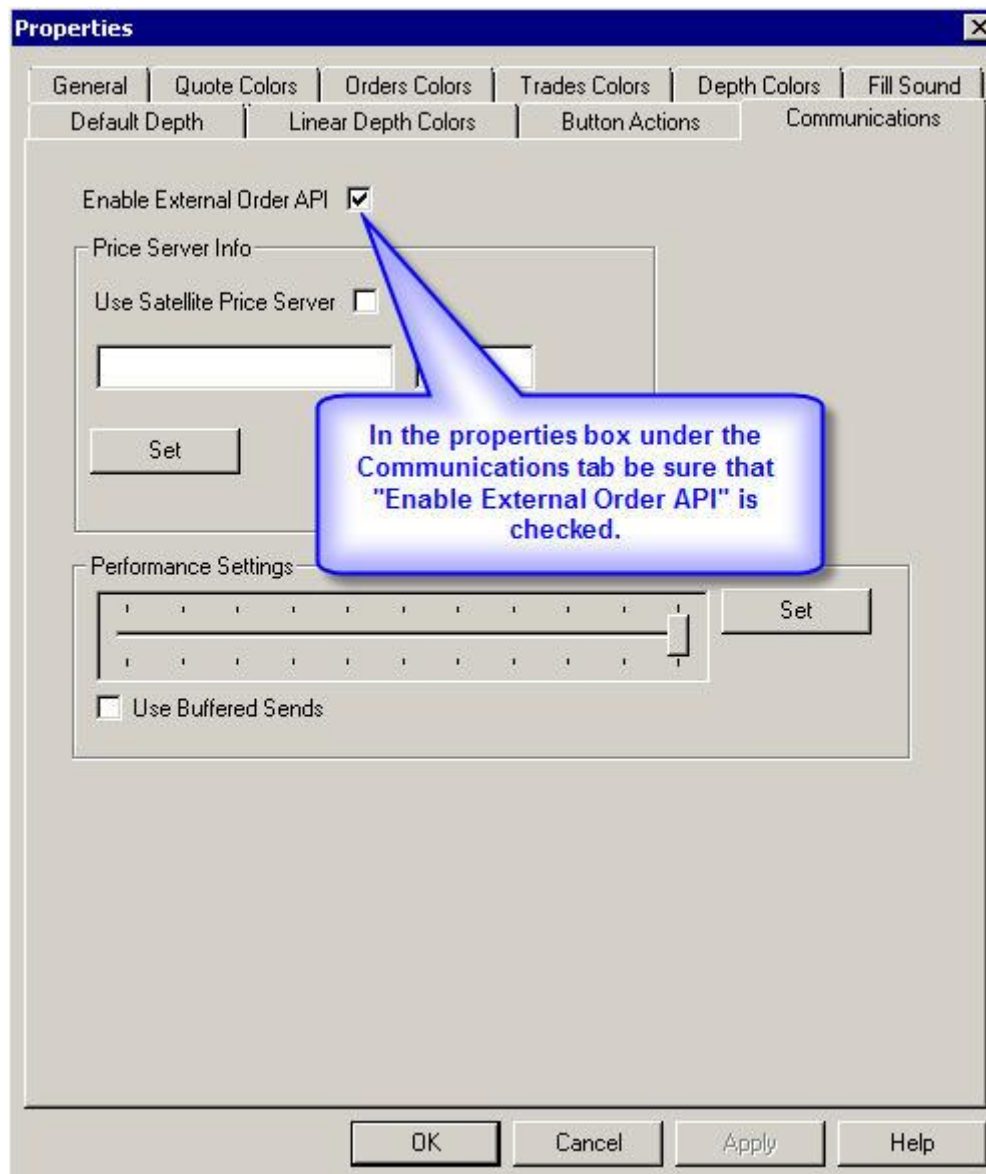 Properties
General Quote Colors Orders Colors Trades Colors Depth Colors Fill Sound
Default Depth Linear Depth Colors Button Actions Communications
Enable External Order API
Price Server Info
Use Satellite Price Server
Set
In the properties box under the
Communications tab be sure that
"Enable External Order API" is
checked.
Performance Settings
Set
Use Buffered Sends
OK Cancel Apply Help